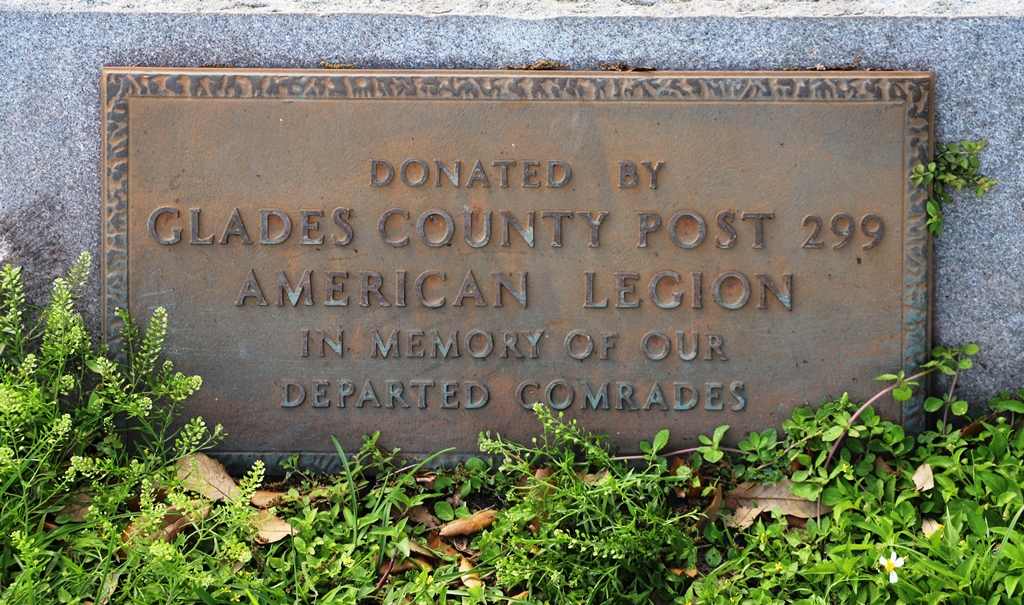 DONATED BY
GLADES COUNTY POST 299
AMERICAN LEGION
IN MEMORY OF OUR
DEPARTED COMRADES